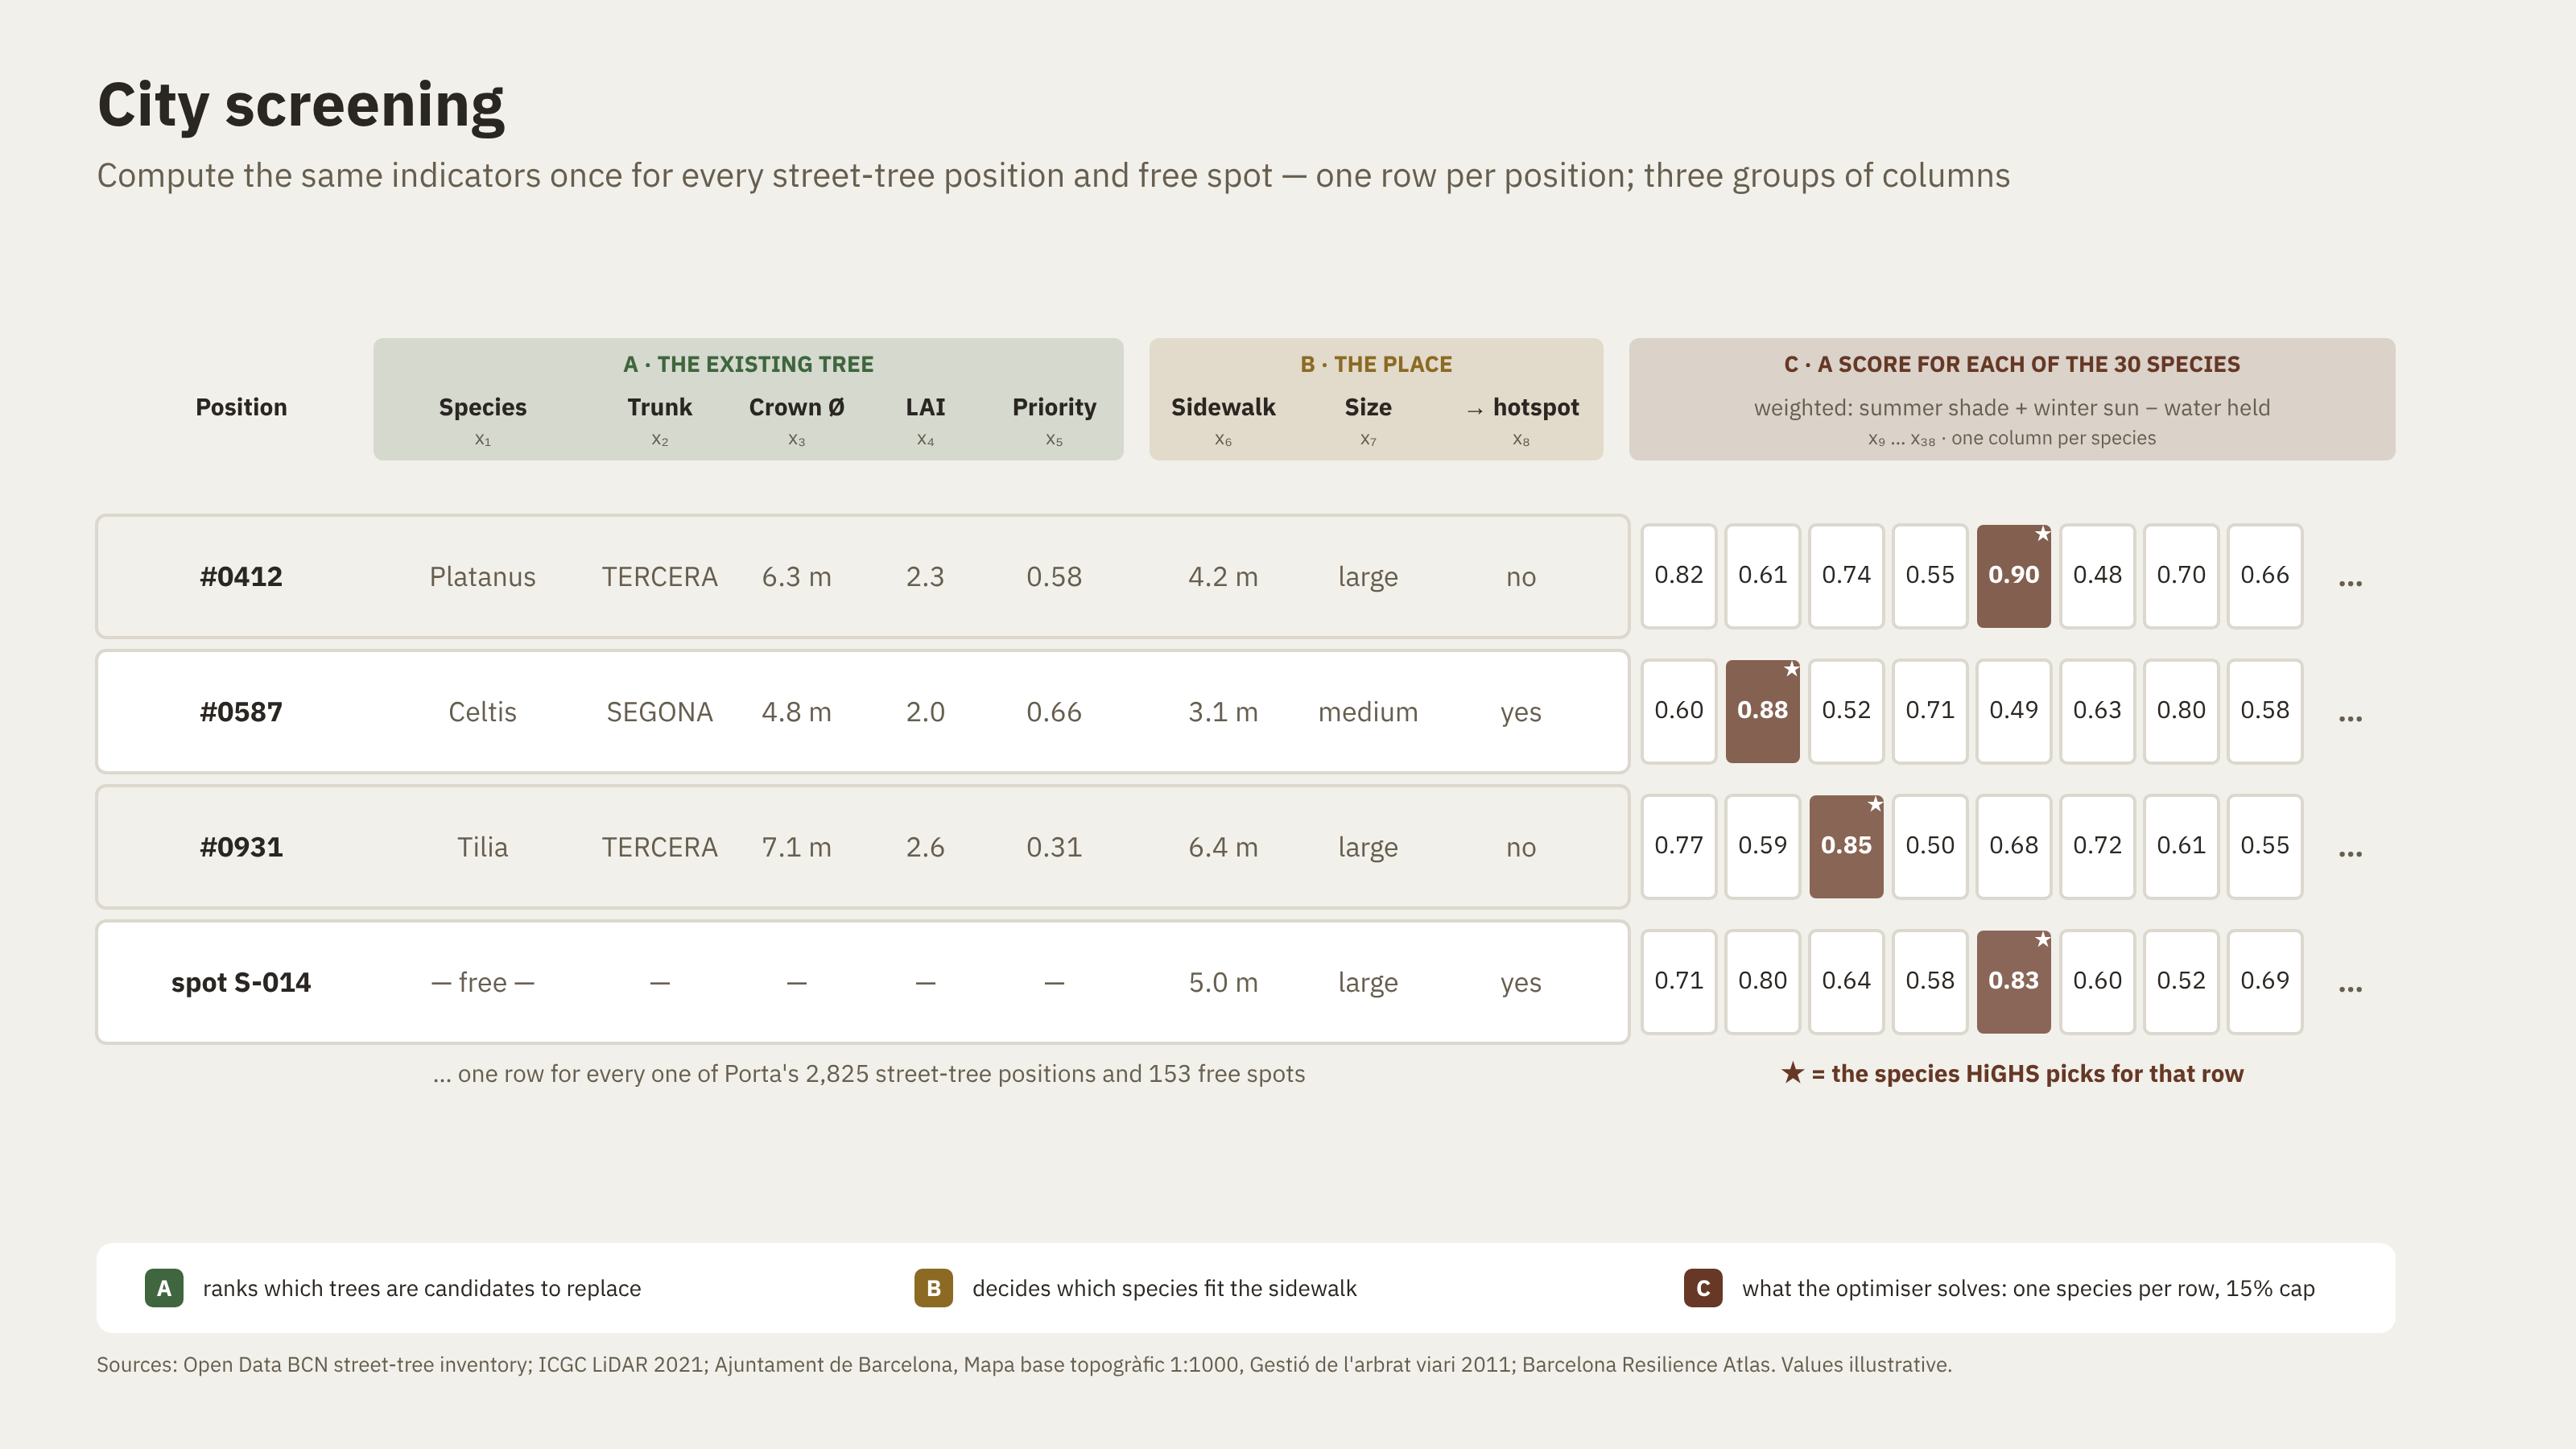 City screening
Compute the same indicators once for every street-tree position and free spot — one row per position; three groups of columns
A · THE EXISTING TREE
B · THE PLACE
C · A SCORE FOR EACH OF THE 30 SPECIES
Position Species Trunk Crown Ø LAI Priority Sidewalk Size → hotspot weighted: summer shade + winter sun − water held
x₁ x₂ x₃ x₄ x₅ x₆ x₇ x₈ x₉ ... x₃₈ · one column per species
#0412 Platanus TERCERA 6.3 m 2.3 0.58 4.2 m large no 0.82 0.61 0.74 0.55 0.90 ★ 0.48 0.70 0.66 ...
#0587 Celtis SEGONA 4.8 m 2.0 0.66 3.1 m medium yes 0.60 0.88 ★ 0.52 0.71 0.49 0.63 0.80 0.58 ...
#0931 Tilia TERCERA 7.1 m 2.6 0.31 6.4 m large no 0.77 0.59 0.85 ★ 0.50 0.68 0.72 0.61 0.55 ...
spot S-014 — free — — — — — 5.0 m large yes 0.71 0.80 0.64 0.58 0.83 ★ 0.60 0.52 0.69 ...
... one row for every one of Porta's 2,825 street-tree positions and 153 free spots
★ = the species HiGHS picks for that row
A ranks which trees are candidates to replace
B decides which species fit the sidewalk
C what the optimiser solves: one species per row, 15% cap
Sources: Open Data BCN street-tree inventory; ICGC LiDAR 2021; Ajuntament de Barcelona, Mapa base topogràfic 1:1000, Gestió de l'arbrat viari 2011; Barcelona Resilience Atlas. Values illustrative.